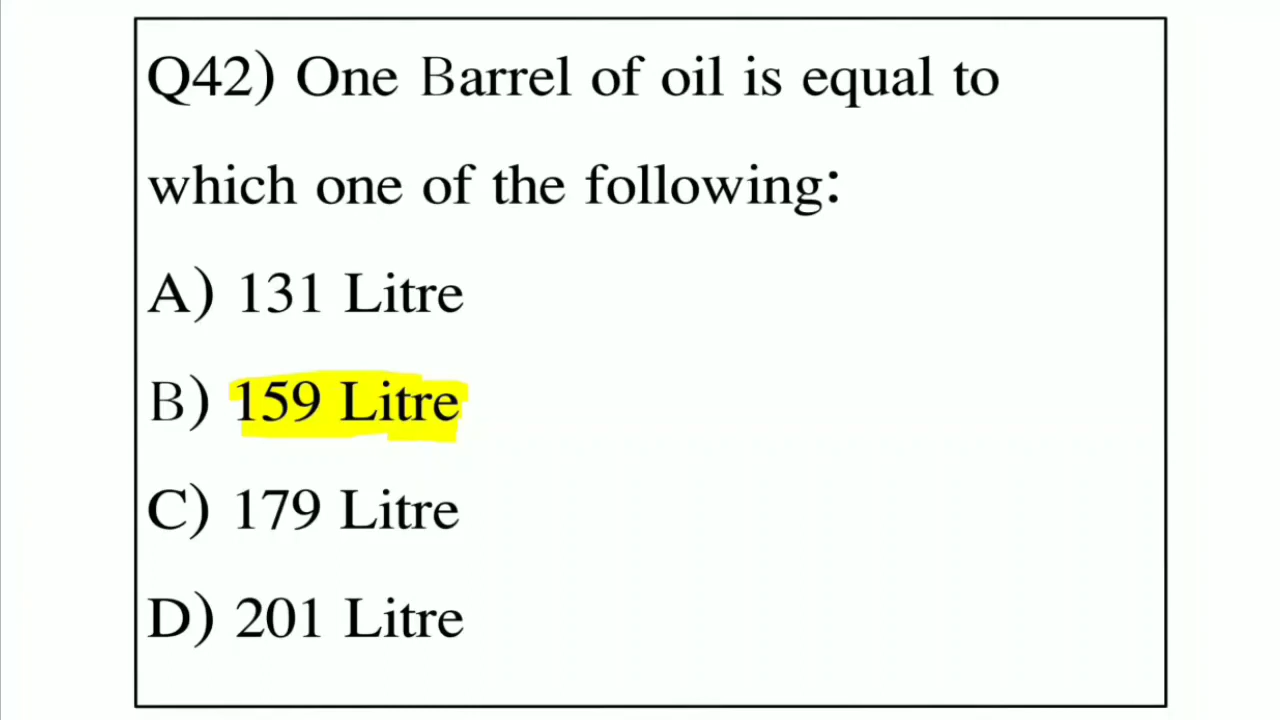 Q42) One Barrel of oil is equal to
which one of the following:
A) 131 Litre
B) 159 Litre
C) 179 Litre
D) 201 Litre